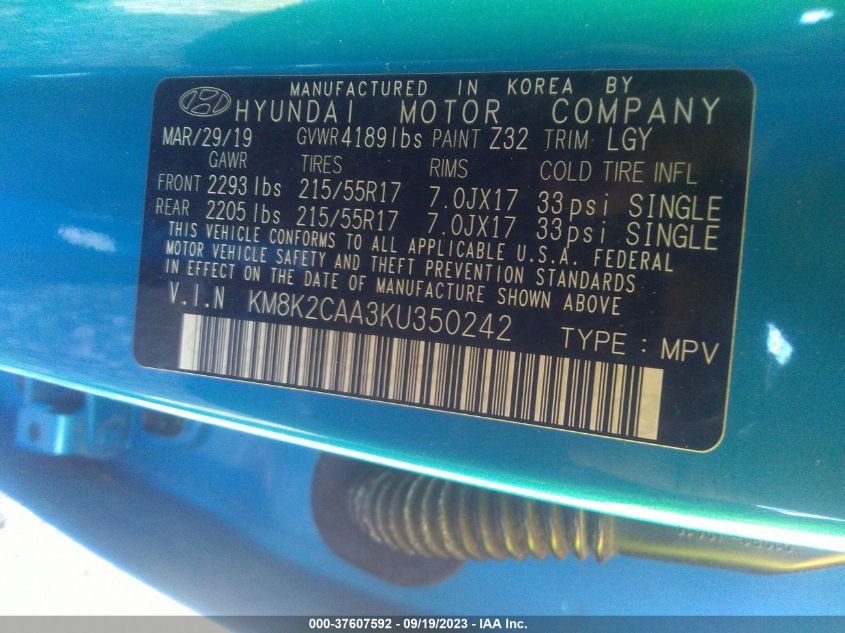 MANUFACTURED IN KOREA BY
HYUNDAI MOTOR COMPANY
MAR/29/19 GVWR 4189lbs PAINT Z32 TRIM LGY
GAWR TIRES RIMS COLD TIRE INFL
FRONT 2293lbs 215/55R17 7.0JX17 33psi SINGLE
REAR 2205lbs 215/55R17 7.0JX17 33psi SINGLE
THIS VEHICLE CONFORMS TO ALL APPLICABLE U.S.A. FEDERAL
MOTOR VEHICLE SAFETY AND THEFT PREVENTION STANDARDS
IN EFFECT ON THE DATE OF MANUFACTURE SHOWN ABOVE
V.I.N KM8K2CAA3KU350242 TYPE : MPV
000-37607592 - 09/19/2023 - IAA Inc.